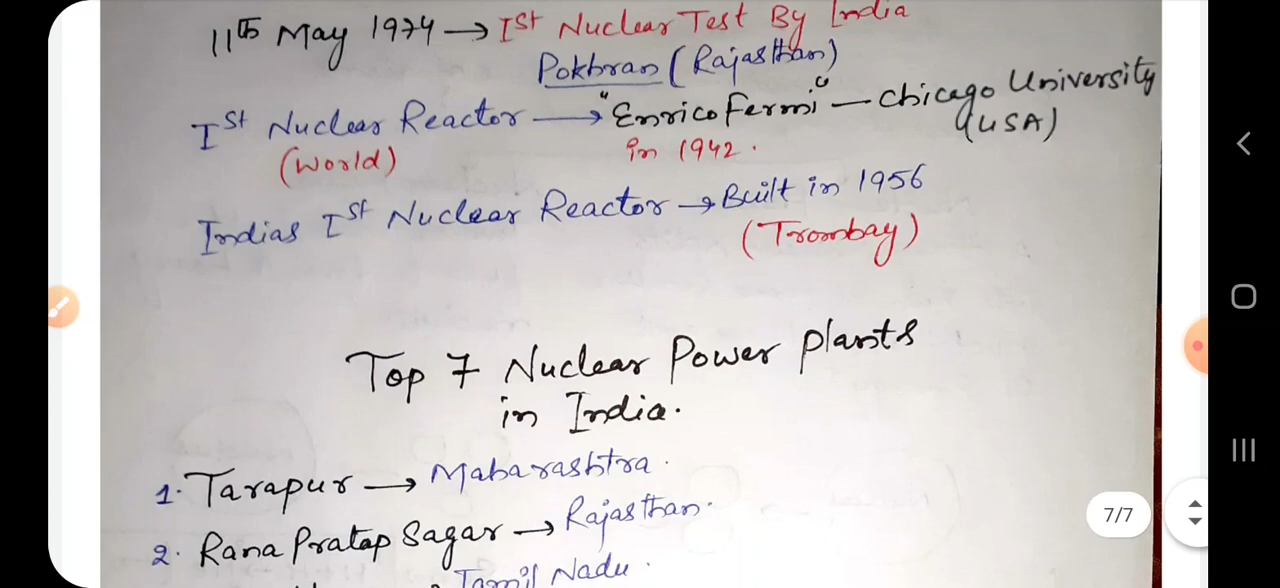 11th May 1974 → Ist Nuclear Test By India
Pokhran (Rajasthan)
Ist Nuclear Reactor → "Enrico Fermi" — Chicago University
(World) in 1942. (USA)
Indias Ist Nuclear Reactor → Built in 1956
(Trombay)
Top 7 Nuclear Power Plants
in India.
1. Tarapur → Maharashtra.
2. Rana Pratap Sagar → Rajasthan.
Tamil Nadu.
7/7